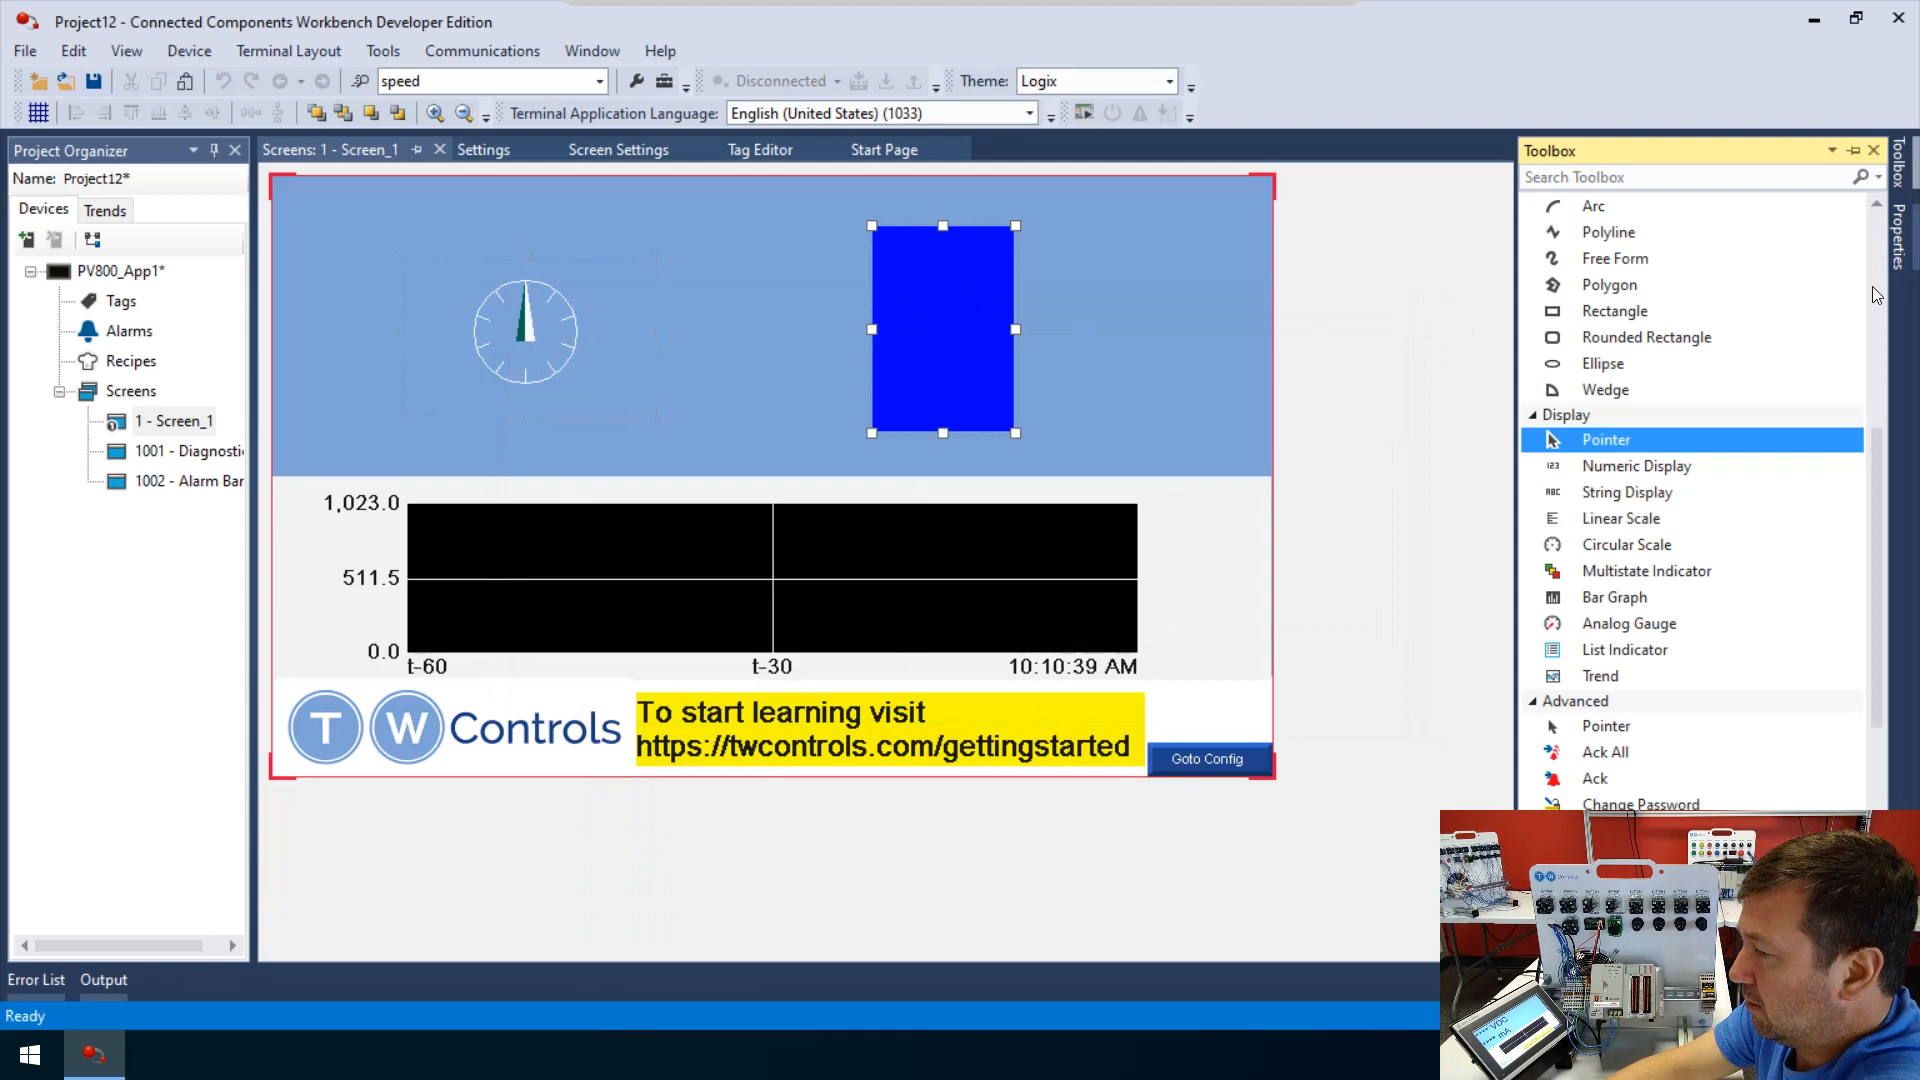 Project12 - Connected Components Workbench Developer Edition
File Edit View Device Terminal Layout Tools Communications Window Help
speed Disconnected Theme: Logix
Terminal Application Language: English (United States) (1033)
Project Organizer
Name: Project12*
Devices Trends
PV800_App1*
Tags
Alarms
Recipes
Screens
1 - Screen_1
1001 - Diagnosti
1002 - Alarm Bar
Screens: 1 - Screen_1 Settings Screen Settings Tag Editor Start Page
1,023.0
511.5
0.0
t-60 t-30 10:10:39 AM
T W Controls
To start learning visit
https://twcontrols.com/gettingstarted
Goto Config
Toolbox
Search Toolbox
Arc
Polyline
Free Form
Polygon
Rectangle
Rounded Rectangle
Ellipse
Wedge
Display
Pointer
Numeric Display
String Display
Linear Scale
Circular Scale
Multistate Indicator
Bar Graph
Analog Gauge
List Indicator
Trend
Advanced
Pointer
Ack All
Ack
Change Password
Toolbox
Properties
Error List Output
Ready
T W Controls
VDC
mA